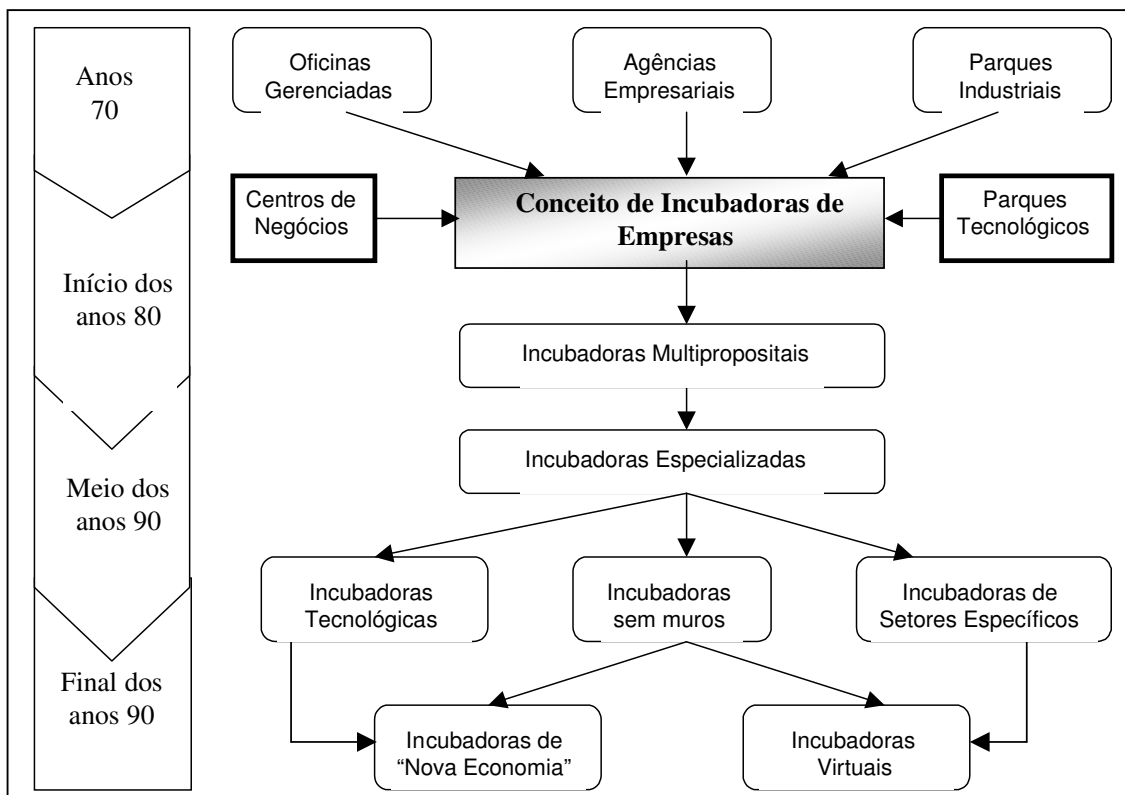 Anos
70
Oficinas
Gerenciadas
Agências
Empresariais
Parques
Industriais
Centros de
Negócios
Conceito de Incubadoras de
Empresas
Parques
Tecnológicos
Início dos
anos 80
Incubadoras Multipropositais
Incubadoras Especializadas
Meio dos
anos 90
Incubadoras
Tecnológicas
Incubadoras
sem muros
Incubadoras de
Setores Específicos
Final dos
anos 90
Incubadoras de
“Nova Economia”
Incubadoras
Virtuais